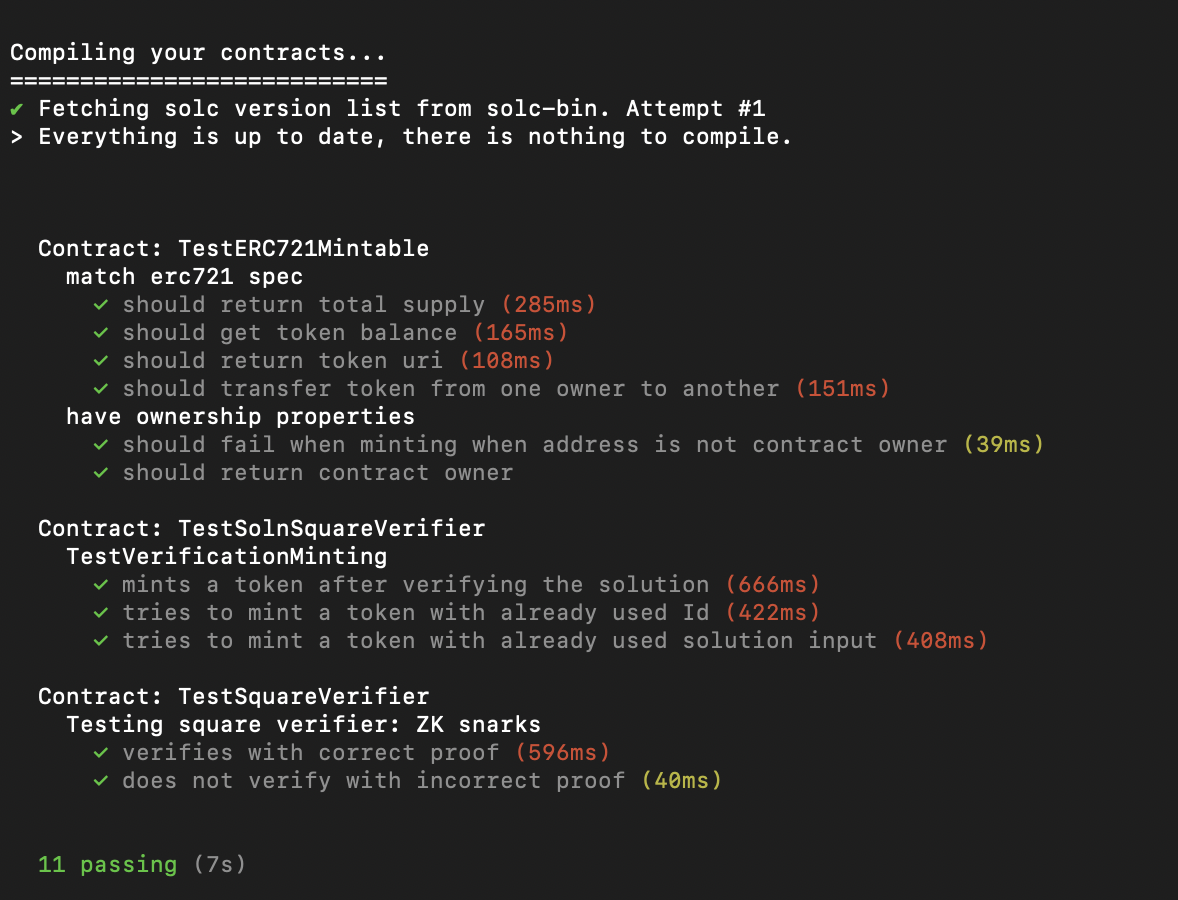 Compiling your contracts...
===========================
✔ Fetching solc version list from solc-bin. Attempt #1
> Everything is up to date, there is nothing to compile.
Contract: TestERC721Mintable
match erc721 spec
✓ should return total supply (285ms)
✓ should get token balance (165ms)
✓ should return token uri (108ms)
✓ should transfer token from one owner to another (151ms)
have ownership properties
✓ should fail when minting when address is not contract owner (39ms)
✓ should return contract owner
Contract: TestSolnSquareVerifier
TestVerificationMinting
✓ mints a token after verifying the solution (666ms)
✓ tries to mint a token with already used Id (422ms)
✓ tries to mint a token with already used solution input (408ms)
Contract: TestSquareVerifier
Testing square verifier: ZK snarks
✓ verifies with correct proof (596ms)
✓ does not verify with incorrect proof (40ms)
11 passing (7s)